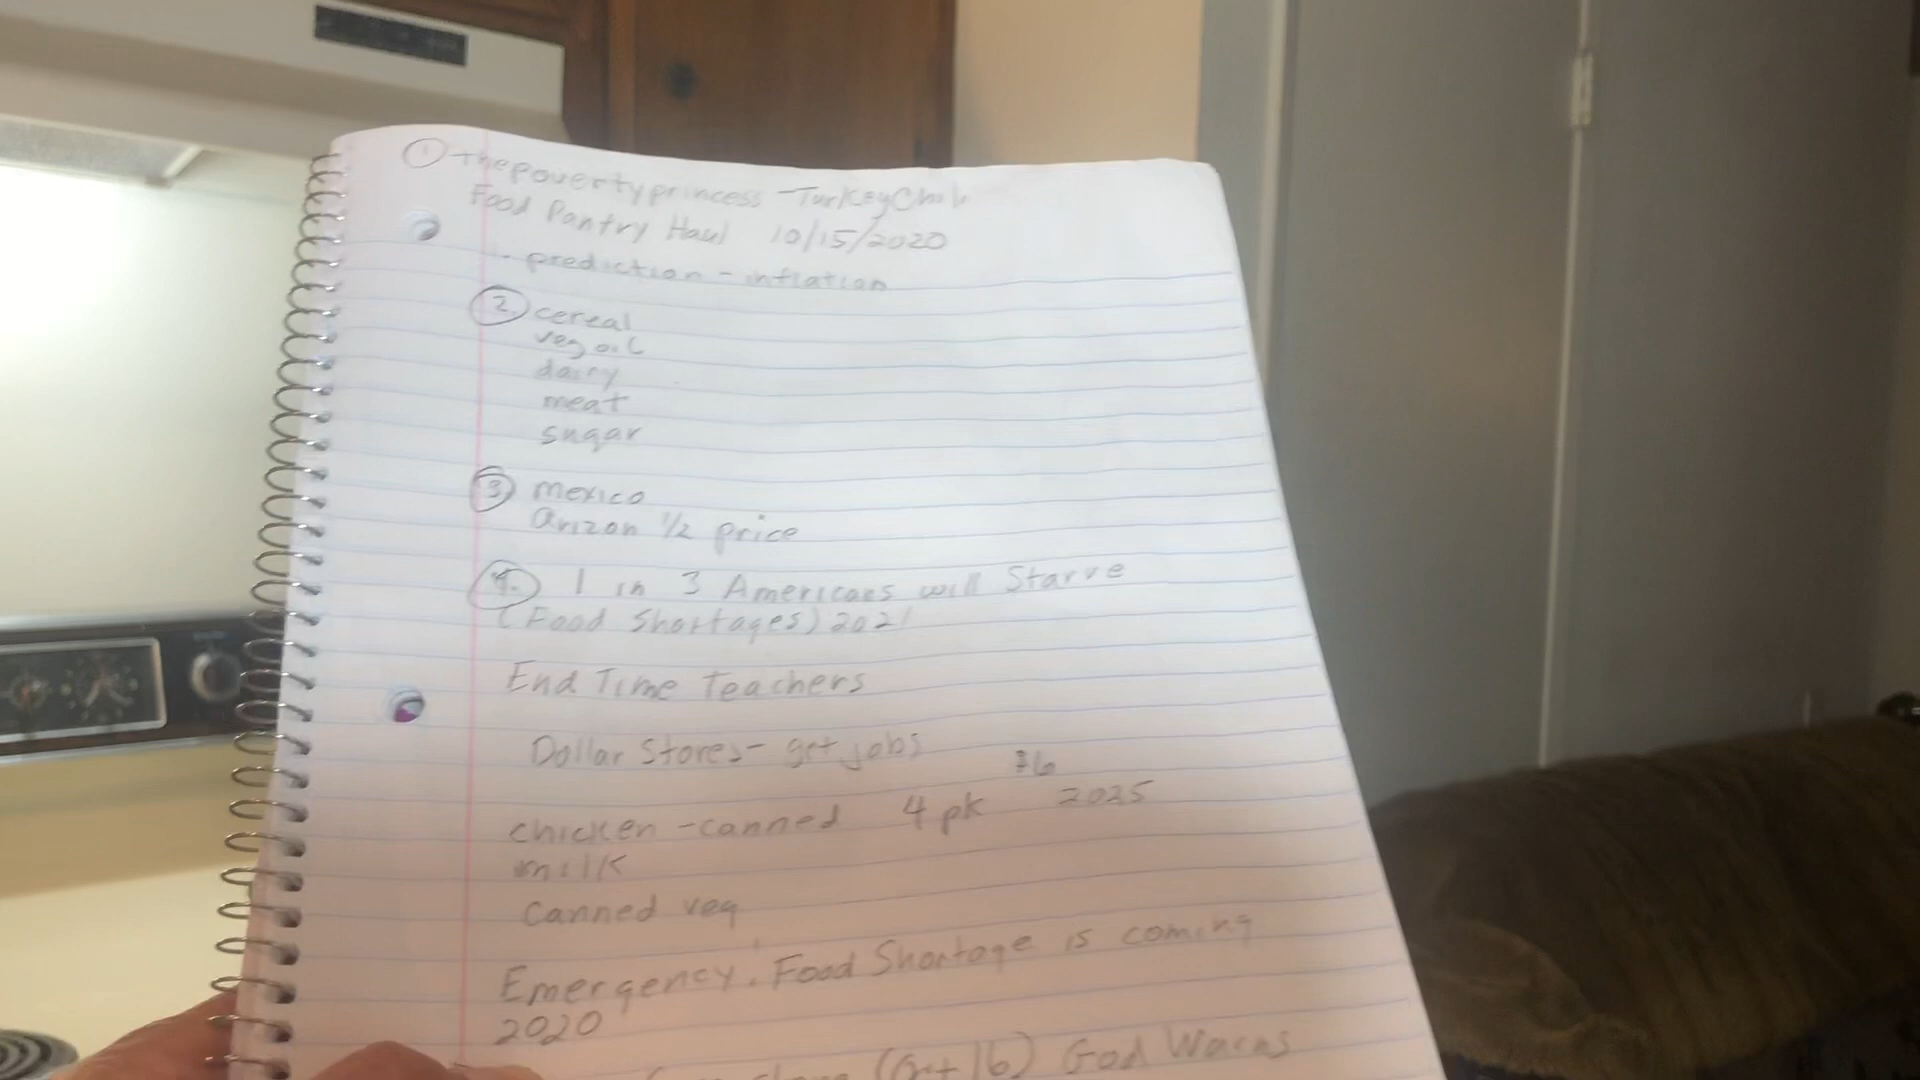 ① thepovertyprincess - Turkey Chili
Food Pantry Haul 10/15/2020
- prediction - inflation
②. cereal
veg oil
dairy
meat
sugar
③ mexico
arizon 1/2 price
④. 1 in 3 Americans will Starve
(Food Shortages) 2021
End Time Teachers
Dollar Stores - get jobs
chicken - canned 4 pk 2025
milk
canned veg
Emergency. Food Shortage is coming
2020
God Warns